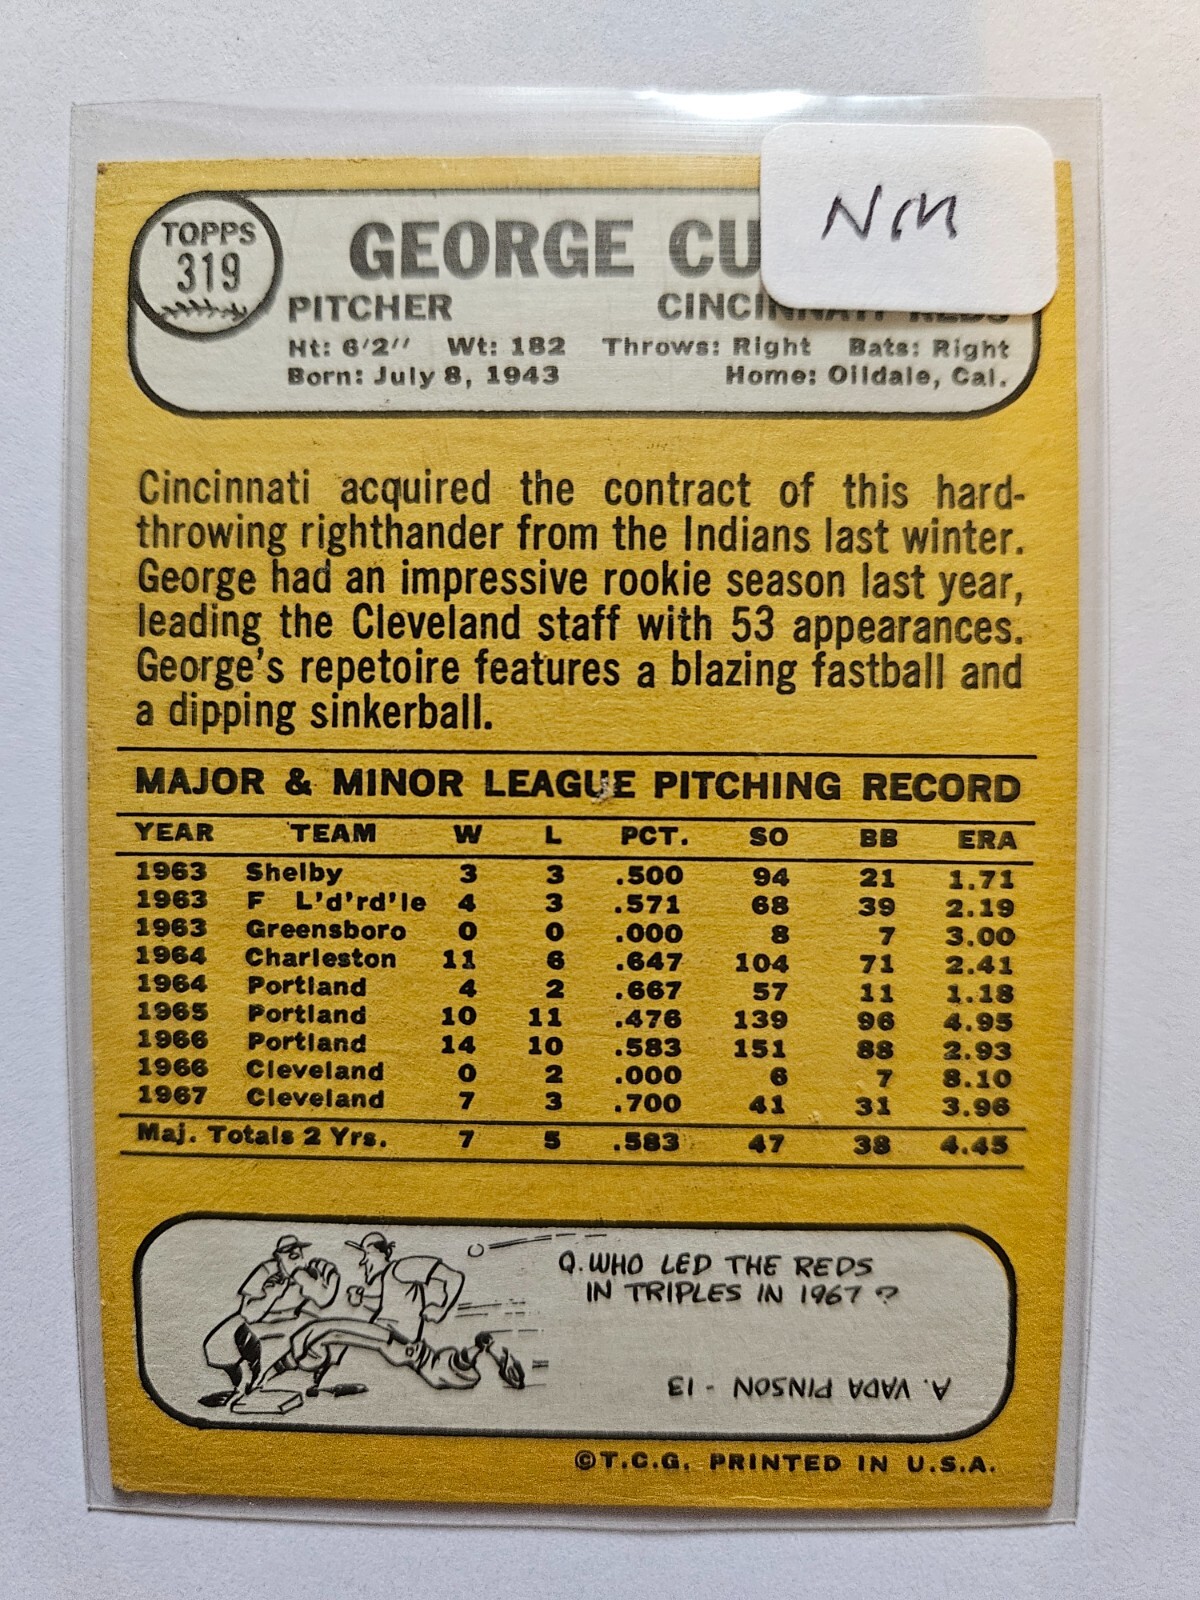 NM
TOPPS
319
GEORGE CU
PITCHER CINCINNATI REDS
Ht: 6'2" Wt: 182 Throws: Right Bats: Right
Born: July 8, 1943 Home: Oildale, Cal.
Cincinnati acquired the contract of this hard-
throwing righthander from the Indians last winter.
George had an impressive rookie season last year,
leading the Cleveland staff with 53 appearances.
George's repetoire features a blazing fastball and
a dipping sinkerball.
MAJOR & MINOR LEAGUE PITCHING RECORD
YEAR TEAM W L PCT. SO BB ERA
1963 Shelby 3 3 .500 94 21 1.71
1963 F L'd'rd'le 4 3 .571 68 39 2.19
1963 Greensboro 0 0 .000 8 7 3.00
1964 Charleston 11 6 .647 104 71 2.41
1964 Portland 4 2 .667 57 11 1.18
1965 Portland 10 11 .476 139 96 4.95
1966 Portland 14 10 .583 151 88 2.93
1966 Cleveland 0 2 .000 6 7 8.10
1967 Cleveland 7 3 .700 41 31 3.96
Maj. Totals 2 Yrs. 7 5 .583 47 38 4.45
Q. WHO LED THE REDS
IN TRIPLES IN 1967?
A. VADA PINSON - 13
©T.C.G. PRINTED IN U.S.A.